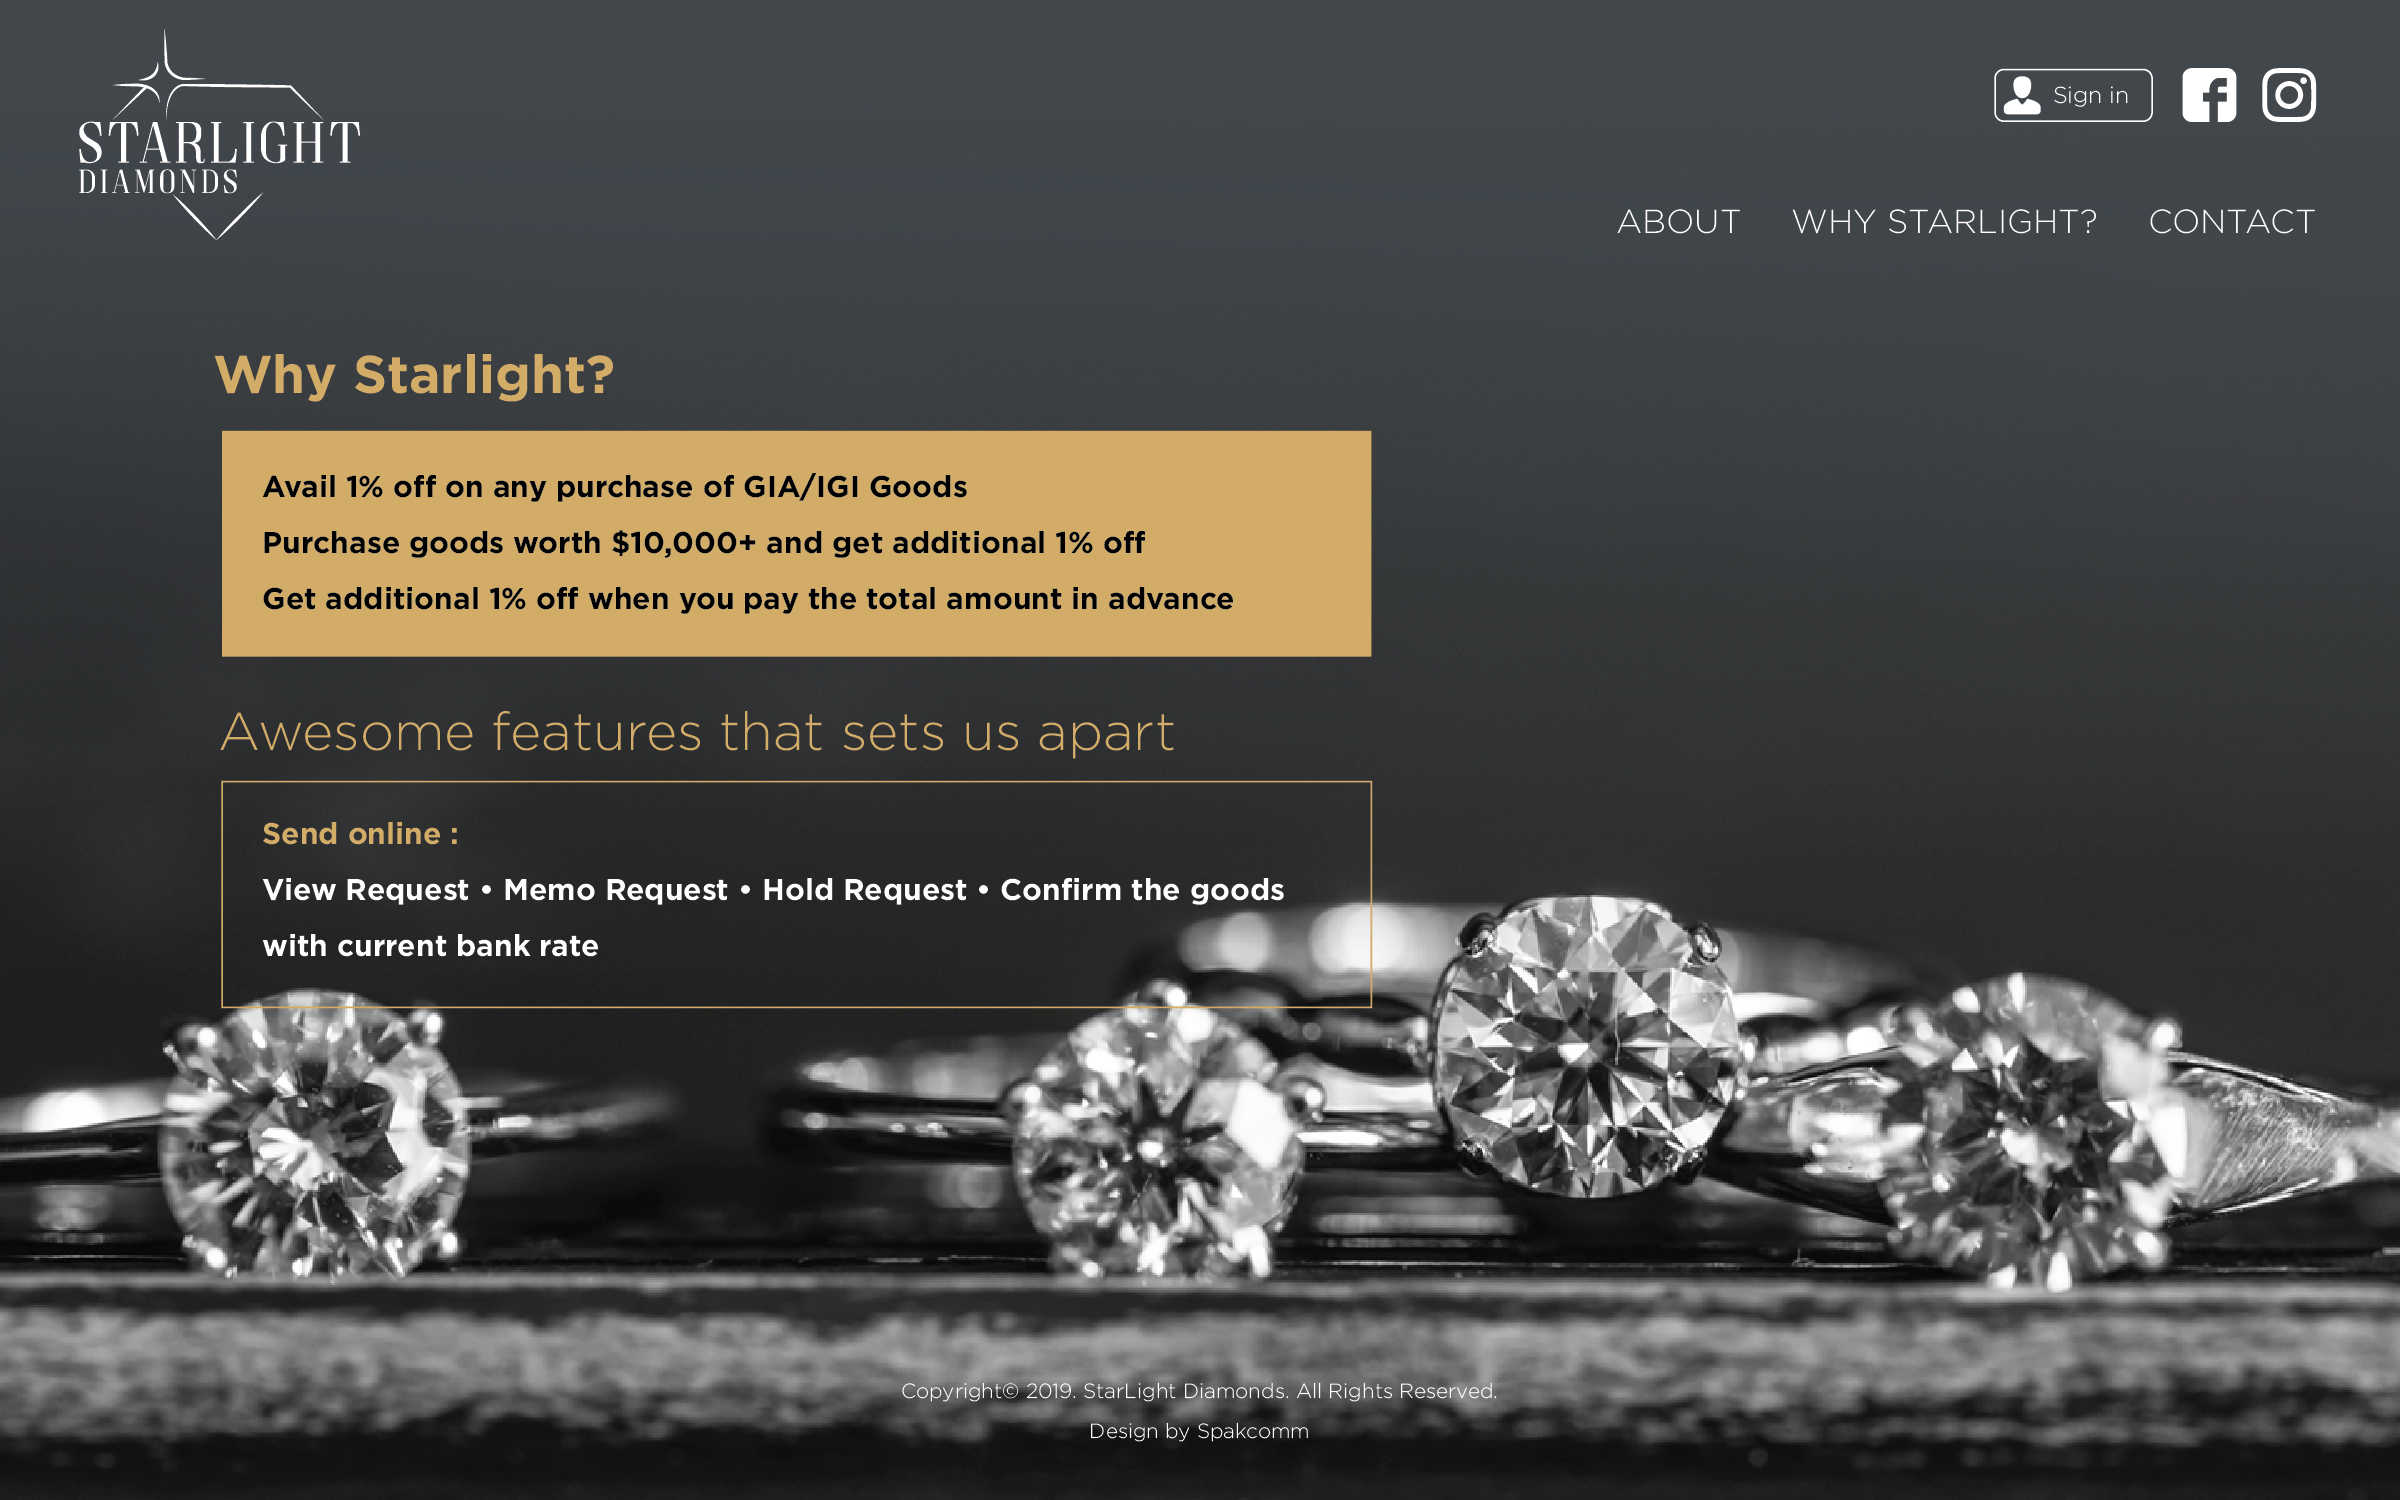 STARLIGHT
DIAMONDS
Sign in
ABOUT WHY STARLIGHT? CONTACT
Why Starlight?
Avail 1% off on any purchase of GIA/IGI Goods
Purchase goods worth $10,000+ and get additional 1% off
Get additional 1% off when you pay the total amount in advance
Awesome features that sets us apart
Send online :
View Request • Memo Request • Hold Request • Confirm the goods
with current bank rate
Copyright© 2019. StarLight Diamonds. All Rights Reserved.
Design by Spakcomm